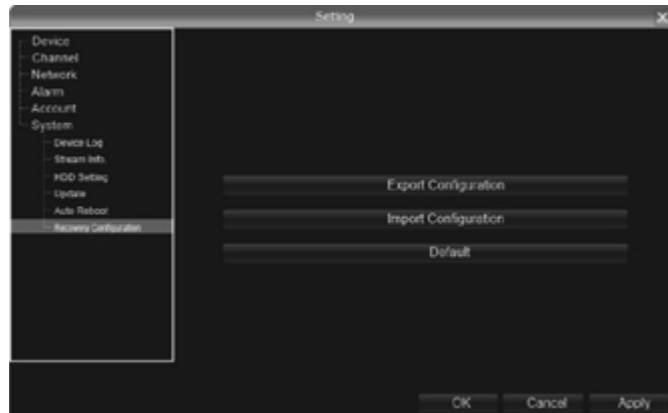 Setting X
Device
Channel
Network
Alarm
Account
System
Device Log
Stream Info.
HDD Setting
Update
Auto Reboot
Recovery Configuration
Export Configuration
Import Configuration
Default
OK Cancel Apply